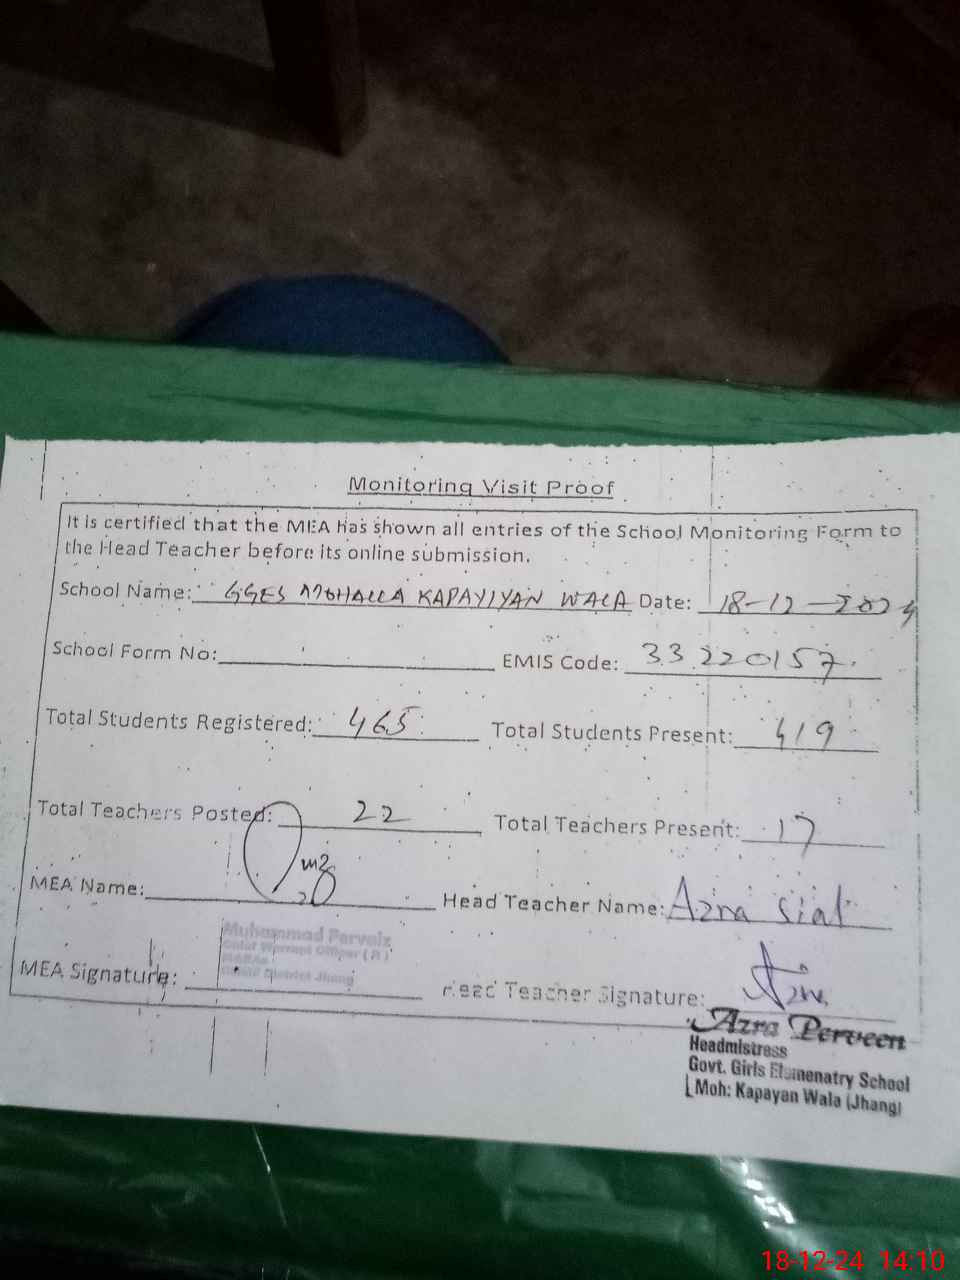 Monitoring Visit Proof
It is certified that the MEA has shown all entries of the School Monitoring Form to
the Head Teacher before its online submission.
School Name: GGES MOHALLA KAPAYIYAN WALA Date: 18-12-2024
School Form No: EMIS Code: 33220157
Total Students Registered: 465 Total Students Present: 419
Total Teachers Posted: 22 Total Teachers Present: 17
MEA Name: Head Teacher Name: Azra Sial
Muhammad Pervaiz
District Jhang
MEA Signature: Head Teacher Signature: Azra
Azra Perveen
Headmistress
Govt. Girls Elemenatry School
Moh: Kapayan Wala (Jhang)
18-12-24 14:10